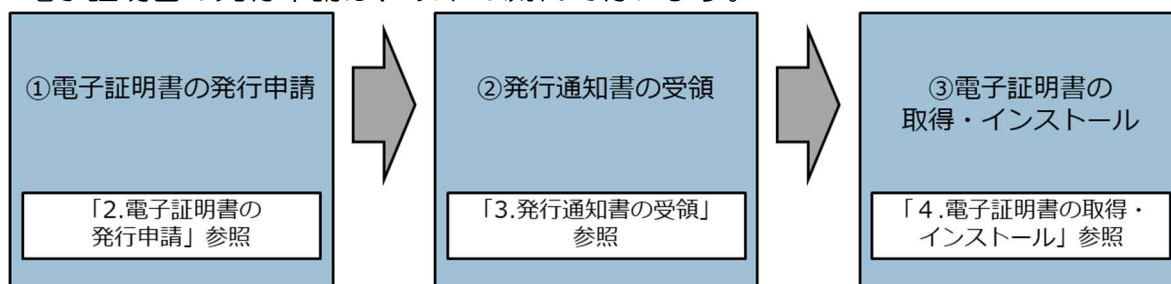 ①電子証明書の発行申請
「2.電子証明書の
発行申請」参照
②発行通知書の受領
「3.発行通知書の受領」
参照
③電子証明書の
取得・インストール
「４.電子証明書の取得・
インストール」参照